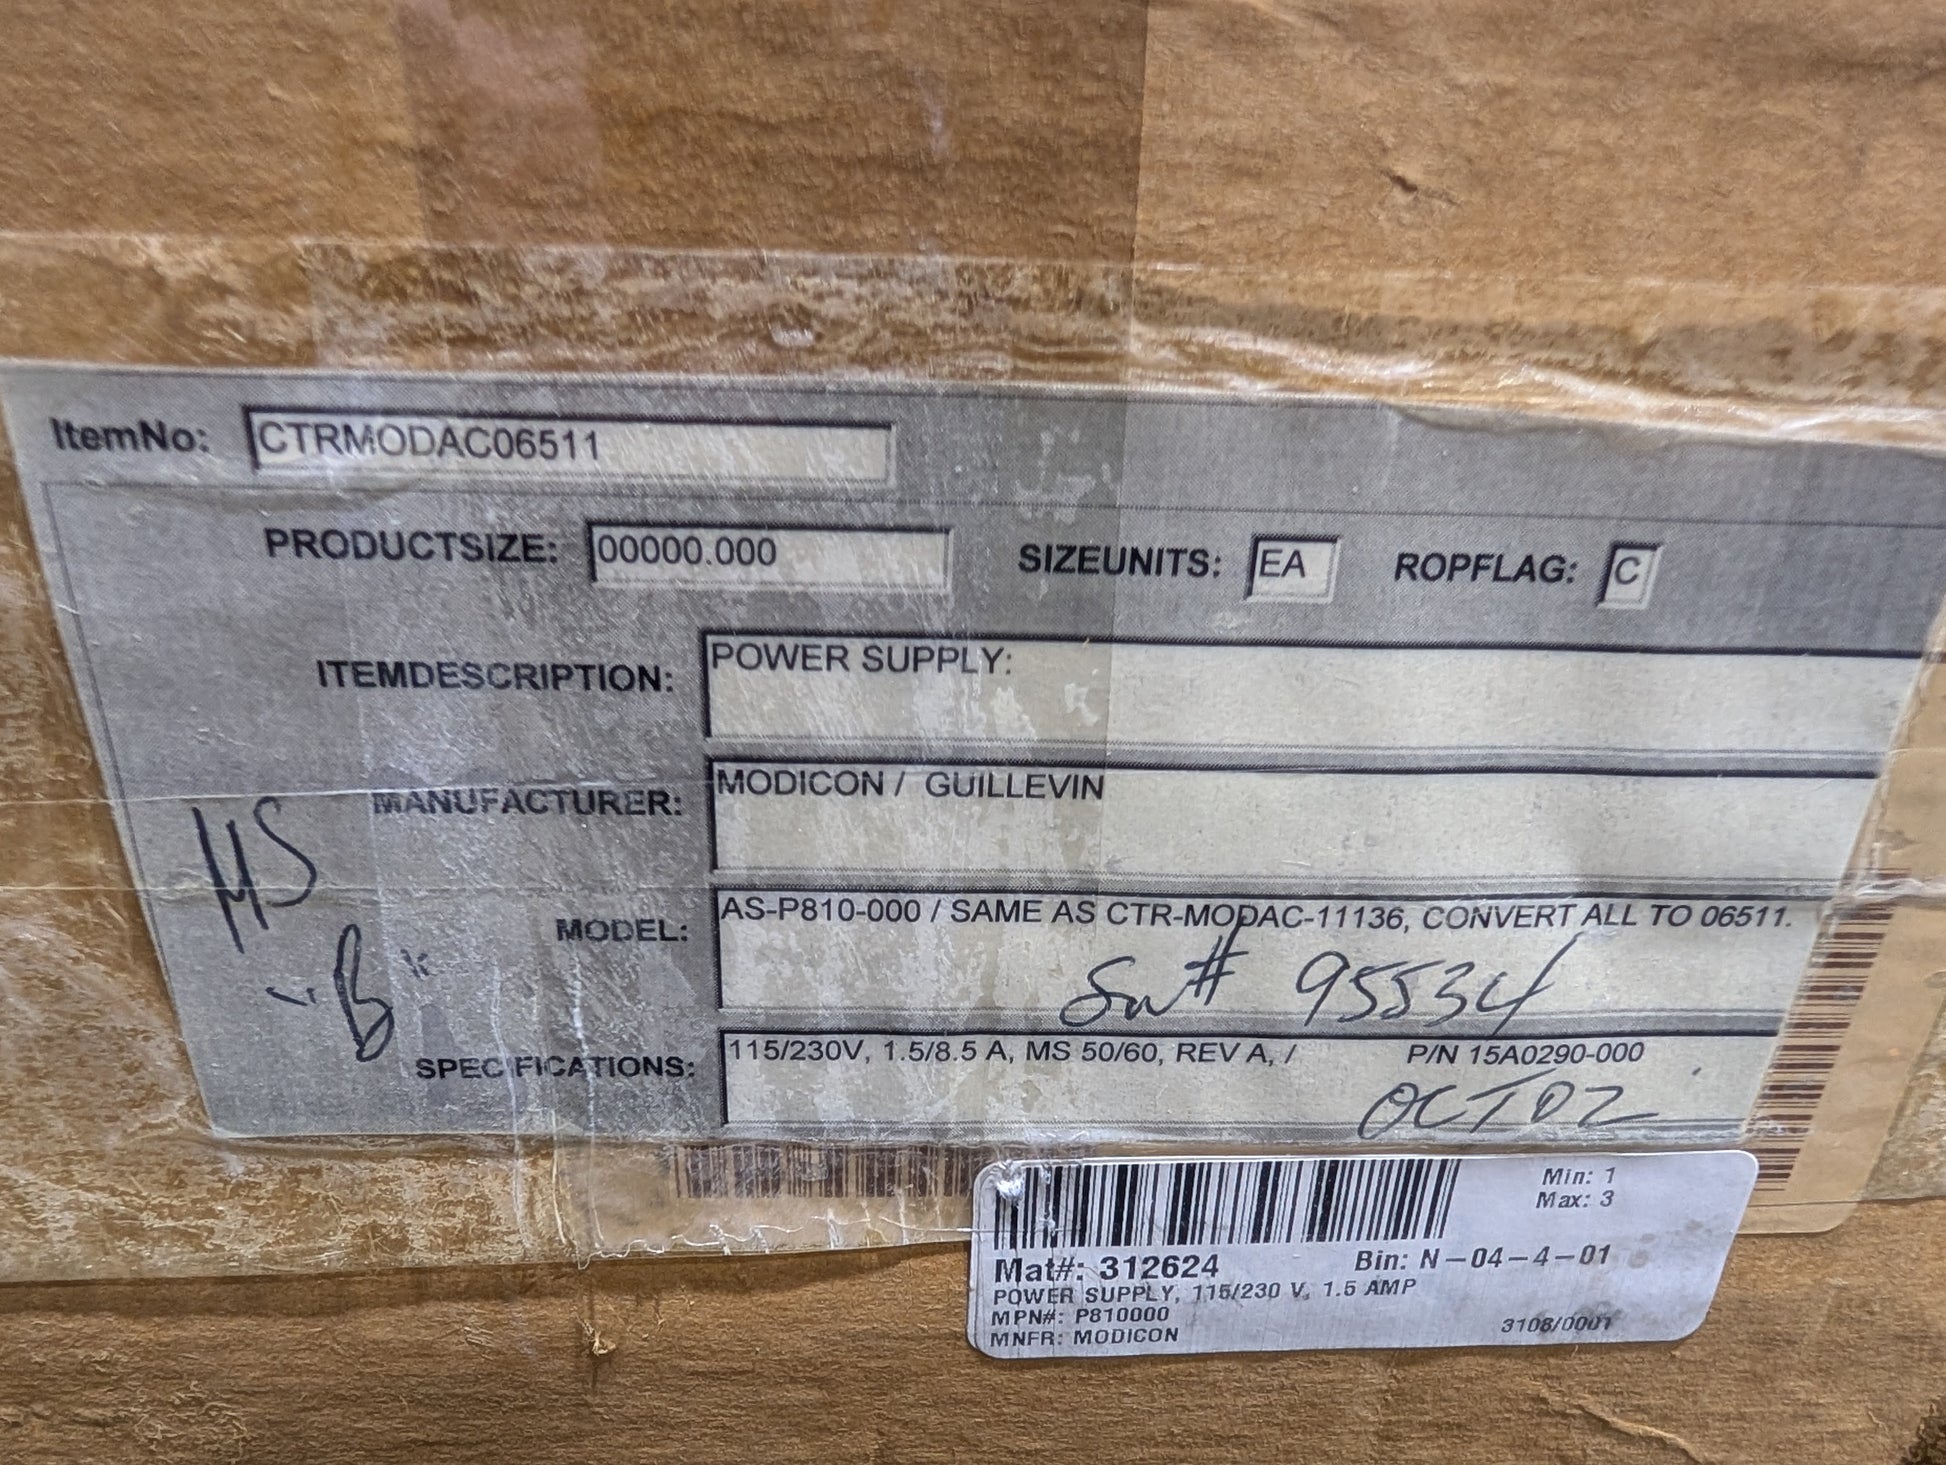 ItemNo: CTRMODAC06511
PRODUCTSIZE: 00000.000 SIZEUNITS: EA ROPFLAG: C
ITEMDESCRIPTION: POWER SUPPLY:
MANUFACTURER: MODICON / GUILLEVIN
MS
MODEL: AS-P810-000 / SAME AS CTR-MODAC-11136, CONVERT ALL TO 06511.
"B"
# 95534
SPECIFICATIONS: 115/230V, 1.5/8.5 A, MS 50/60, REV A, / P/N 15A0290-000
OCT 02
Min: 1
Max: 3
Mat#: 312624 Bin: N-04-4-01
POWER SUPPLY, 115/230 V, 1.5 AMP
MPN#: P810000
MNFR: MODICON 3108/0001